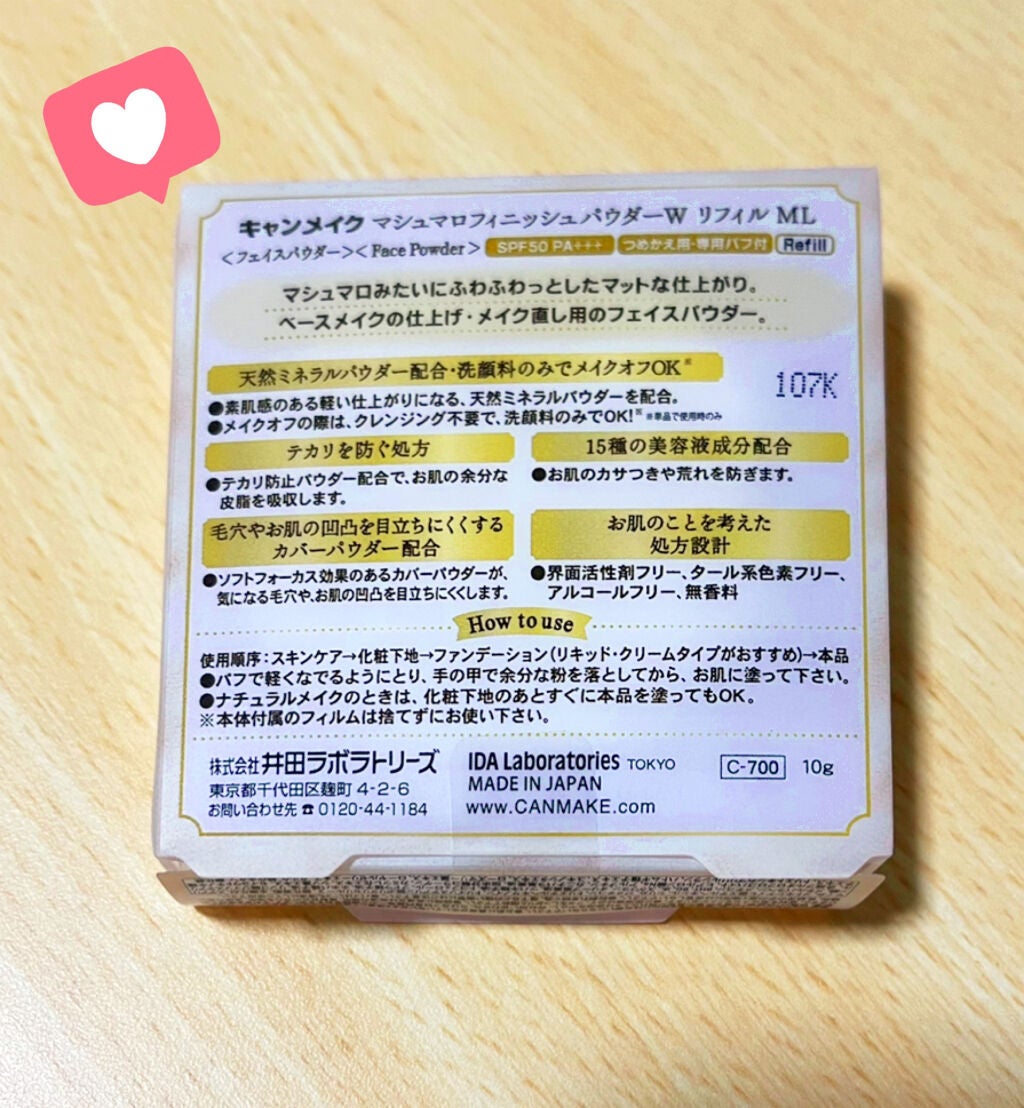 キャンメイク マシュマロフィニッシュパウダーW リフィル ML
＜フェイスパウダー＞＜Face Powder＞ SPF50 PA+++ つめかえ用・専用パフ付 Refill
マシュマロみたいにふわふわっとしたマットな仕上がり。
ベースメイクの仕上げ・メイク直し用のフェイスパウダー。
天然ミネラルパウダー配合・洗顔料のみでメイクオフOK※
107K
●素肌感のある軽い仕上がりになる、天然ミネラルパウダーを配合。
●メイクオフの際は、クレンジング不要で、洗顔料のみでOK!※ ※単品で使用時のみ
テカリを防ぐ処方
●テカリ防止パウダー配合で、お肌の余分な
皮脂を吸収します。
15種の美容液成分配合
●お肌のカサつきや荒れを防ぎます。
毛穴やお肌の凹凸を目立ちにくくする
カバーパウダー配合
●ソフトフォーカス効果のあるカバーパウダーが、
気になる毛穴や、お肌の凹凸を目立ちにくくします。
お肌のことを考えた
処方設計
●界面活性剤フリー、タール系色素フリー、
アルコールフリー、無香料
How to use
使用順序：スキンケア→化粧下地→ファンデーション（リキッド・クリームタイプがおすすめ）→本品
●パフで軽くなでるようにとり、手の甲で余分な粉を落としてから、お肌に塗って下さい。
●ナチュラルメイクのときは、化粧下地のあとすぐに本品を塗ってもOK。
※本体付属のフィルムは捨てずにお使い下さい。
株式会社 井田ラボラトリーズ
東京都千代田区麹町 4-2-6
お問い合わせ先 ☎ 0120-44-1184
IDA Laboratories TOKYO
MADE IN JAPAN
www.CANMAKE.com
C-700 10g